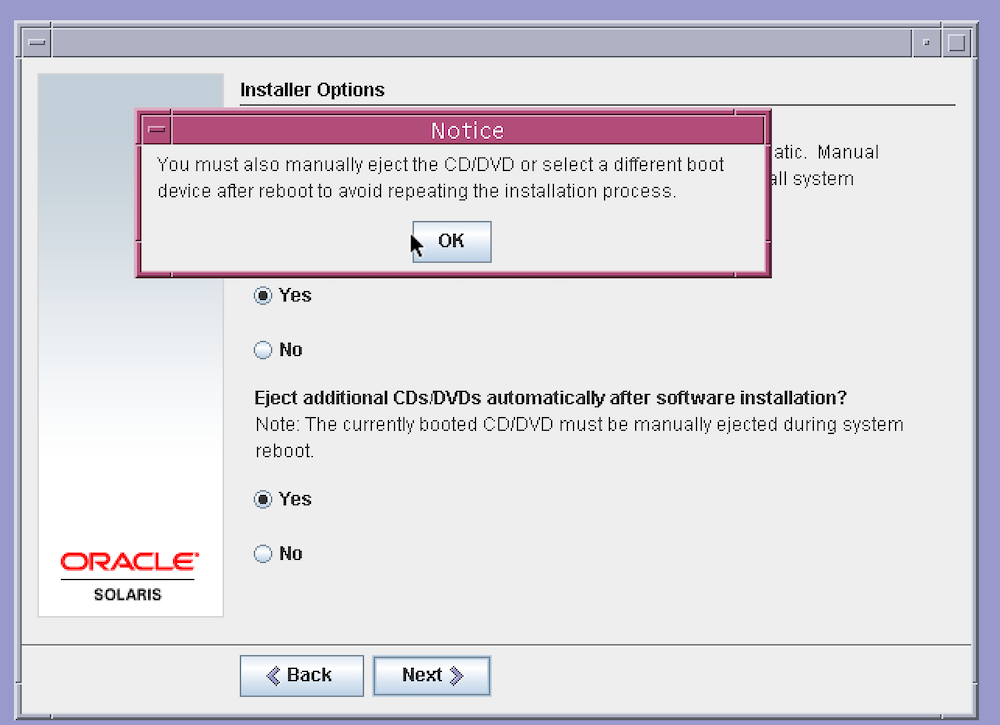 Installer Options
Notice
You must also manually eject the CD/DVD or select a different boot
device after reboot to avoid repeating the installation process.
OK
atic. Manual
all system
Yes
No
Eject additional CDs/DVDs automatically after software installation?
Note: The currently booted CD/DVD must be manually ejected during system
reboot.
Yes
No
ORACLE
SOLARIS
Back
Next